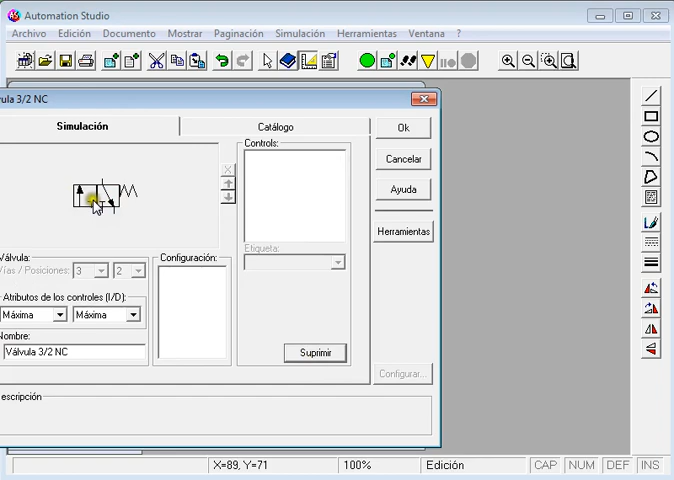 Automation Studio
Archivo Edición Documento Mostrar Paginación Simulación Herramientas Ventana ?
vula 3/2 NC
Simulación Catálogo
Controls:
Ok
Cancelar
Ayuda
Herramientas
Etiqueta:
Válvula:
Vías / Posiciones: 3 2
Configuración:
Atributos de los controles (I/D):
Máxima Máxima
Nombre:
Válvula 3/2 NC
Suprimir
Configurar...
escripción
X=89, Y=71 100% Edición CAP NUM DEF INS